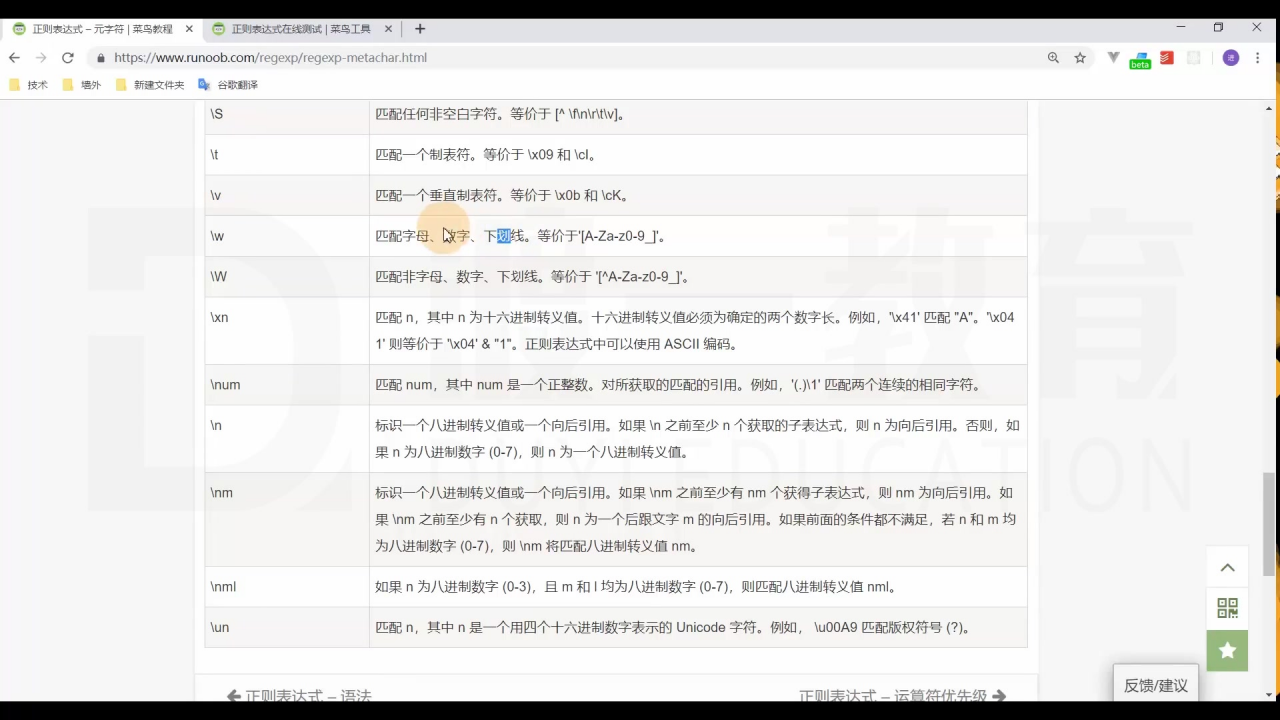 正则表达式 – 元字符 | 菜鸟教程
正则表达式在线测试 | 菜鸟工具
https://www.runoob.com/regexp/regexp-metachar.html
beta
进
技术
墙外
新建文件夹
谷歌翻译
\S
匹配任何非空白字符。等价于 [^ \f\n\r\t\v]。
\t
匹配一个制表符。等价于 \x09 和 \cI。
\v
匹配一个垂直制表符。等价于 \x0b 和 \cK。
\w
匹配字母、数字、下划线。等价于'[A-Za-z0-9_]'。
\W
匹配非字母、数字、下划线。等价于 '[^A-Za-z0-9_]'。
\xn
匹配 n，其中 n 为十六进制转义值。十六进制转义值必须为确定的两个数字长。例如，'\x41' 匹配 "A"。'\x04
1' 则等价于 '\x04' & "1"。正则表达式中可以使用 ASCII 编码。
\num
匹配 num，其中 num 是一个正整数。对所获取的匹配的引用。例如，'(.)\1' 匹配两个连续的相同字符。
\n
标识一个八进制转义值或一个向后引用。如果 \n 之前至少 n 个获取的子表达式，则 n 为向后引用。否则，如
果 n 为八进制数字 (0-7)，则 n 为一个八进制转义值。
\nm
标识一个八进制转义值或一个向后引用。如果 \nm 之前至少有 nm 个获得子表达式，则 nm 为向后引用。如
果 \nm 之前至少有 n 个获取，则 n 为一个后跟文字 m 的向后引用。如果前面的条件都不满足，若 n 和 m 均
为八进制数字 (0-7)，则 \nm 将匹配八进制转义值 nm。
\nml
如果 n 为八进制数字 (0-3)，且 m 和 l 均为八进制数字 (0-7)，则匹配八进制转义值 nml。
\un
匹配 n，其中 n 是一个用四个十六进制数字表示的 Unicode 字符。例如， \u00A9 匹配版权符号 (?)。
正则表达式 – 语法
正则表达式 – 运算符优先级
反馈/建议